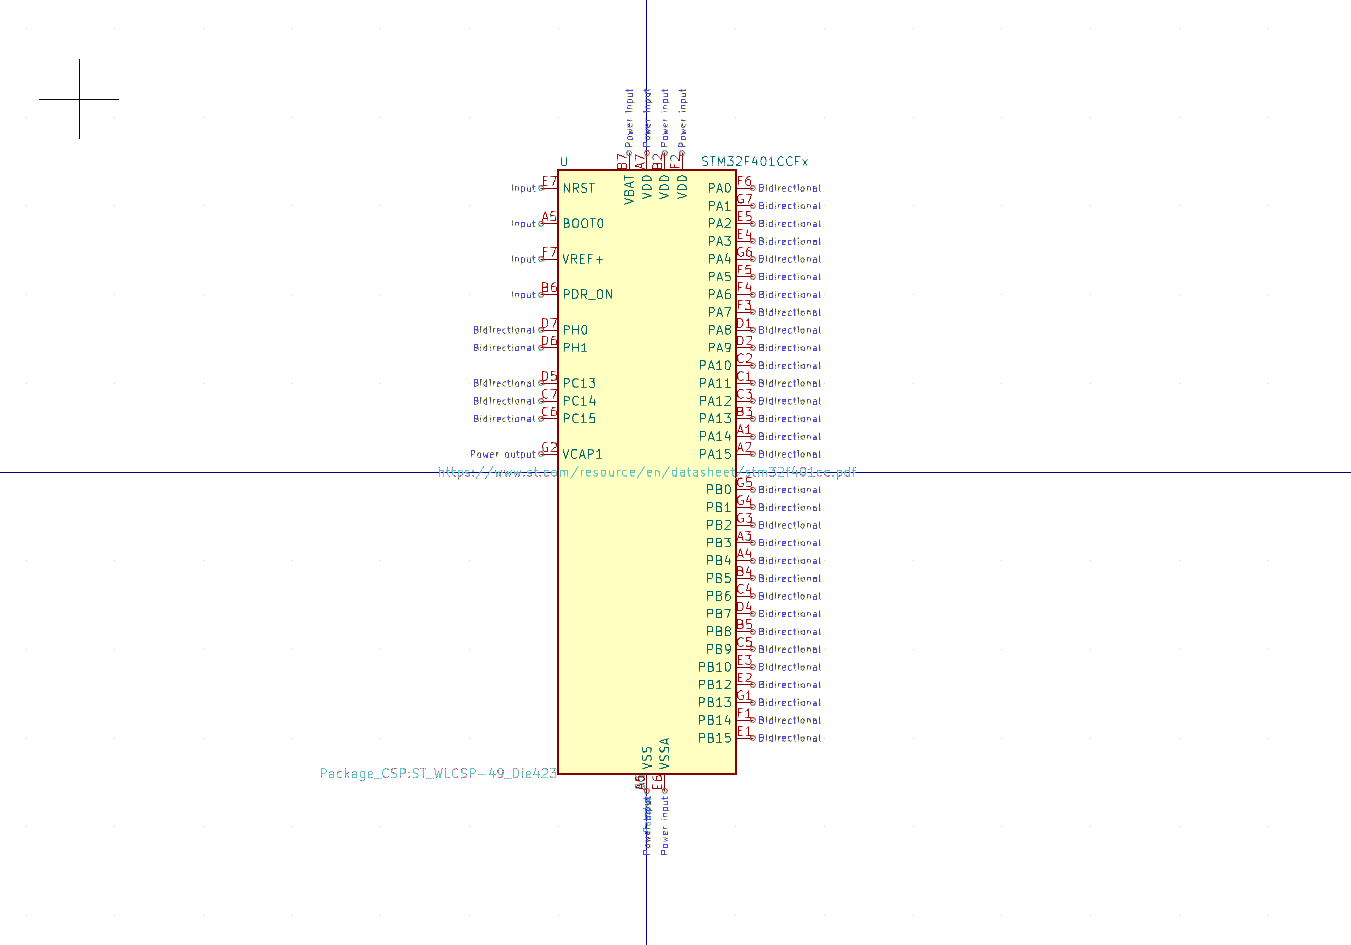 Power input Power input Power input Power input
B7 A7 B2 F2
U STM32F401CCFx
VBAT VDD VDD VDD
Input E7 NRST PA0 F6 Bidirectional
PA1 G7 Bidirectional
Input A5 BOOT0 PA2 E5 Bidirectional
PA3 E4 Bidirectional
Input F7 VREF+ PA4 G6 Bidirectional
PA5 F5 Bidirectional
Input B6 PDR_ON PA6 F4 Bidirectional
PA7 F3 Bidirectional
Bidirectional D7 PH0 PA8 D1 Bidirectional
Bidirectional D6 PH1 PA9 D2 Bidirectional
PA10 C2 Bidirectional
Bidirectional D5 PC13 PA11 C1 Bidirectional
Bidirectional C7 PC14 PA12 C3 Bidirectional
Bidirectional C6 PC15 PA13 B3 Bidirectional
PA14 A1 Bidirectional
Power output G2 VCAP1 PA15 A2 Bidirectional
https://www.st.com/resource/en/datasheet/stm32f401cc.pdf
PB0 G5 Bidirectional
PB1 G4 Bidirectional
PB2 G3 Bidirectional
PB3 A3 Bidirectional
PB4 A4 Bidirectional
PB5 B4 Bidirectional
PB6 C4 Bidirectional
PB7 D4 Bidirectional
PB8 B5 Bidirectional
PB9 C5 Bidirectional
PB10 E3 Bidirectional
PB12 E2 Bidirectional
PB13 G1 Bidirectional
PB14 F1 Bidirectional
PB15 E1 Bidirectional
VSS VSSA
Package_CSP:ST_WLCSP-49_Die423
E6
Power input Power input